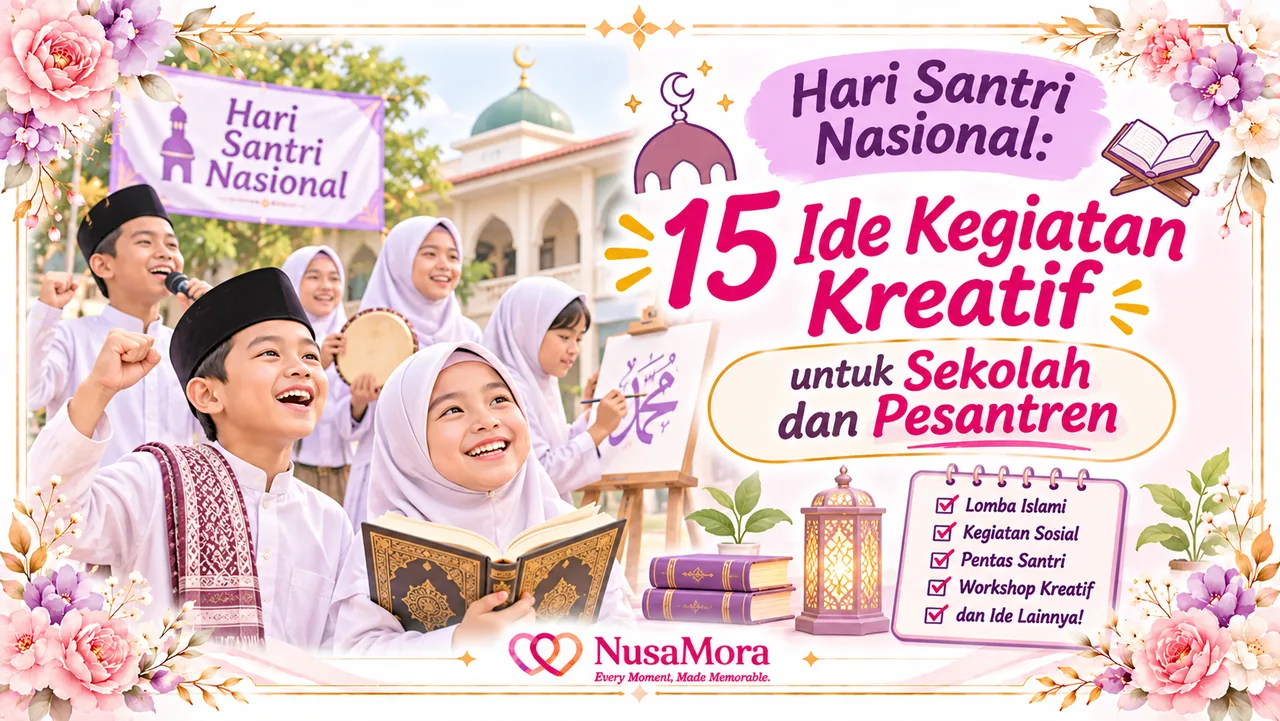 Hari
Santri
Nasional
محمد
Hari Santri
Nasional:
15 Ide Kegiatan
Kreatif
untuk Sekolah
dan Pesantren
Lomba Islami
Kegiatan Sosial
Pentas Santri
Workshop Kreatif
dan Ide Lainnya!
NusaMora
Every Moment, Made Memorable.